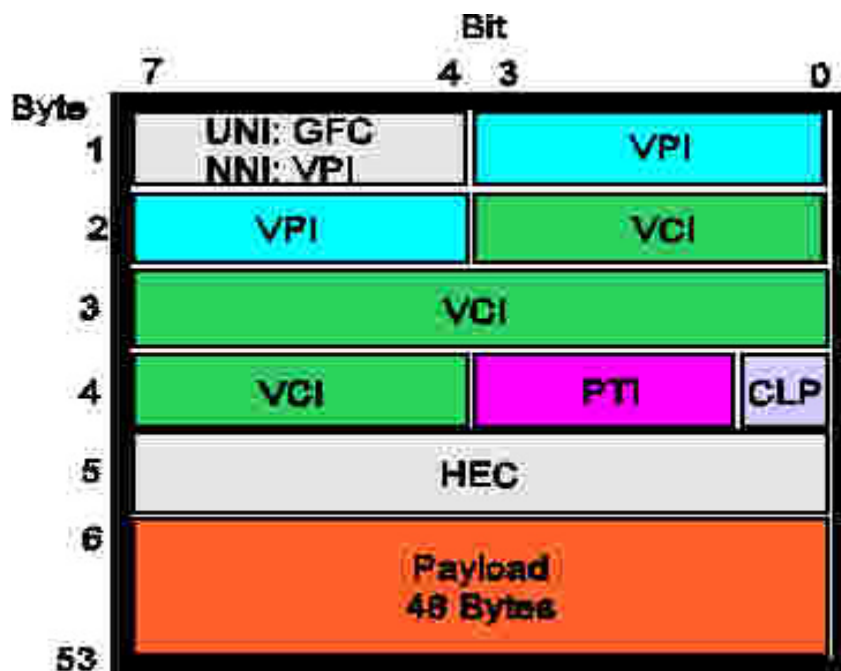 Bit
7 4 3 0
Byte
1 UNI: GFC VPI
NNI: VPI
2 VPI VCI
3 VCI
4 VCI PTI CLP
5 HEC
6 Payload
48 Bytes
53